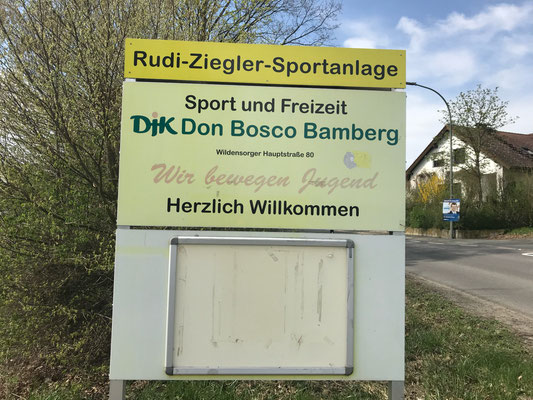 Rudi-Ziegler-Sportanlage
Sport und Freizeit
DJK Don Bosco Bamberg
Wildensorger Hauptstraße 80
Wir bewegen Jugend
Herzlich Willkommen